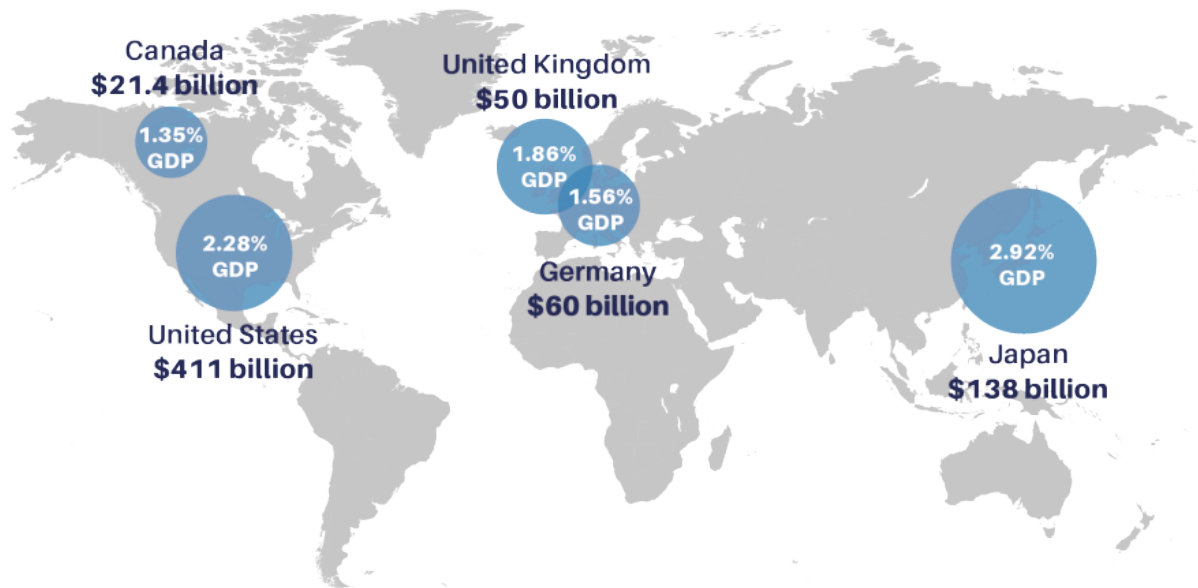 Canada
$21.4 billion
1.35%
GDP
United Kingdom
$50 billion
1.86%
GDP
1.56%
GDP
Germany
$60 billion
2.28%
GDP
United States
$411 billion
2.92%
GDP
Japan
$138 billion